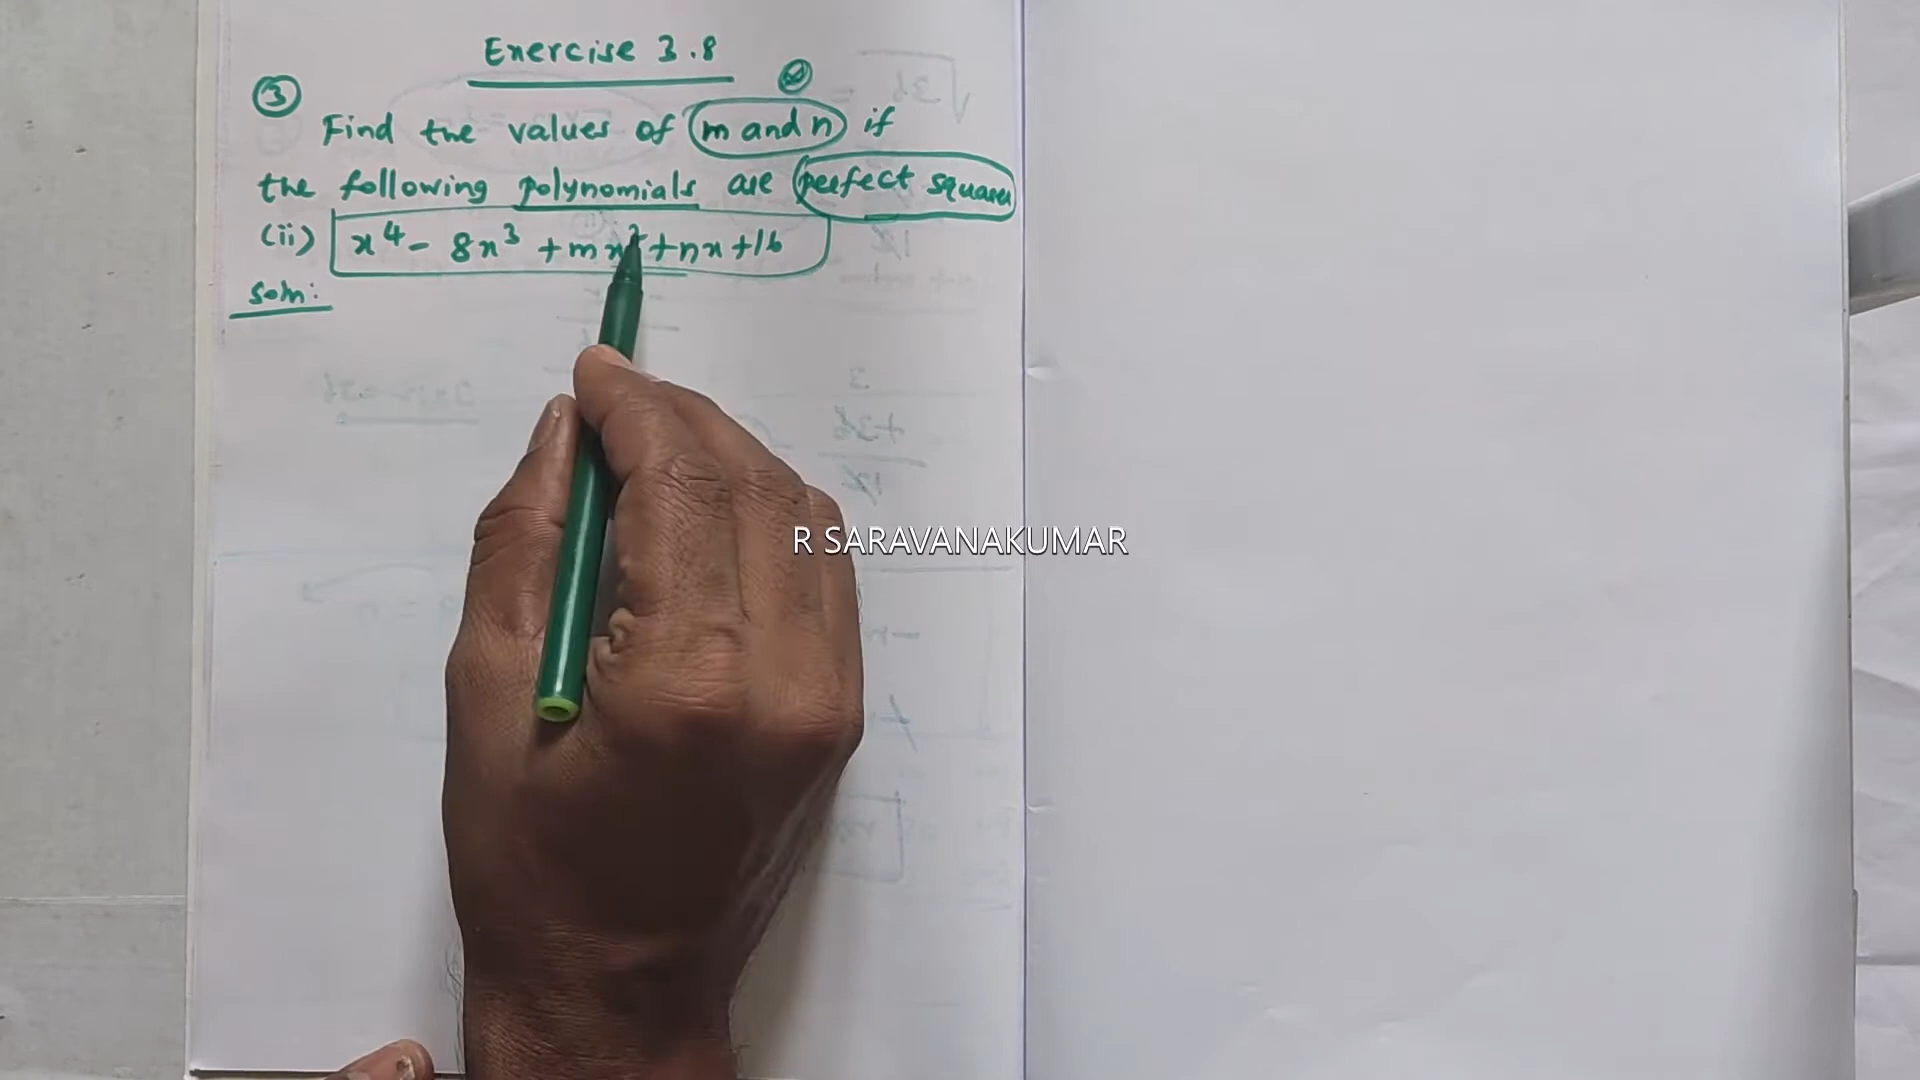 Exercise 3.8
③
Find the values of m and n if
the following polynomials are perfect squares
(ii) x⁴ - 8x³ + mx² + nx + 16
Soln:
R SARAVANAKUMAR